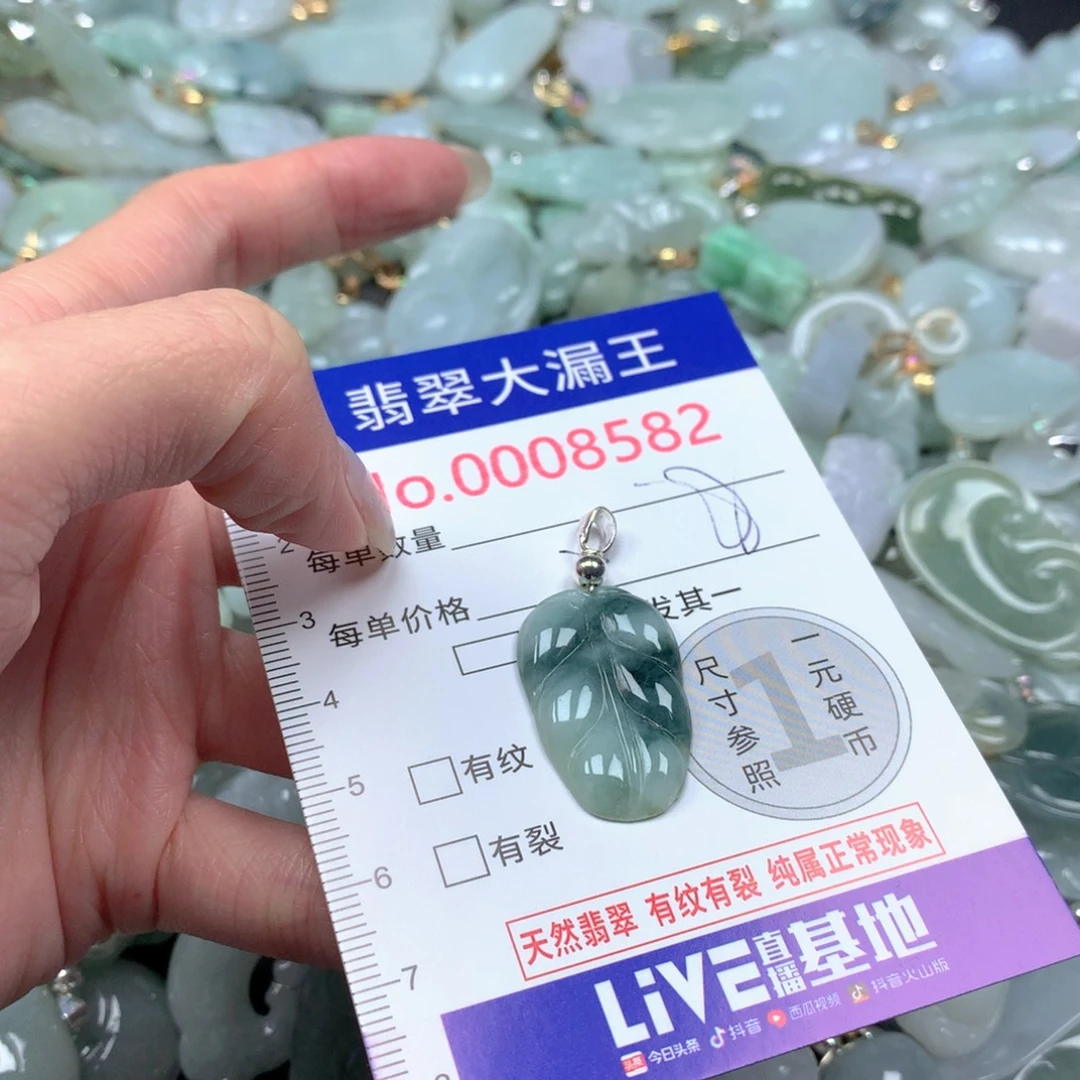 翡翠大漏王
No.0008582
每单数量
每单价格
发其一
尺寸参照
一元硬币
1
有纹
有裂
天然翡翠 有纹有裂 纯属正常现象
LiVE直播基地
头条 今日头条 抖音 西瓜视频 抖音火山版
2
3
4
5
6
7